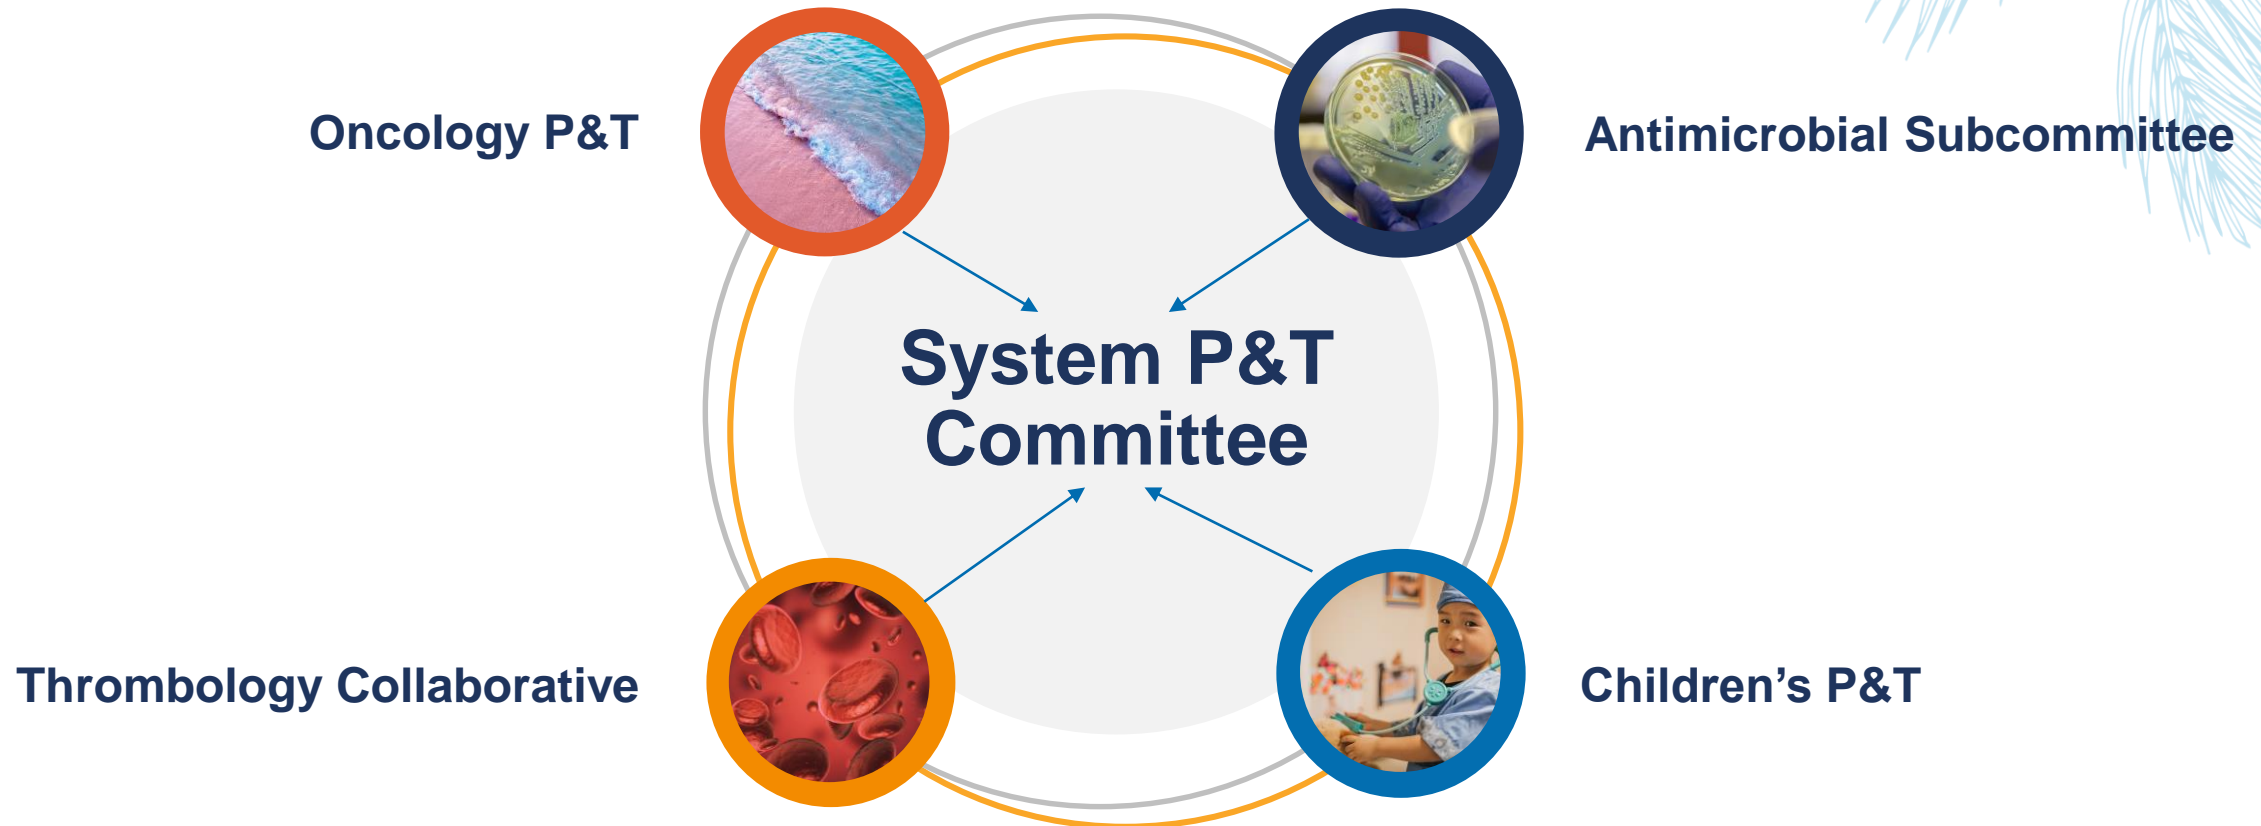 Oncology P&T
Antimicrobial Subcommittee
System P&T
Committee
Thrombology Collaborative
Children’s P&T